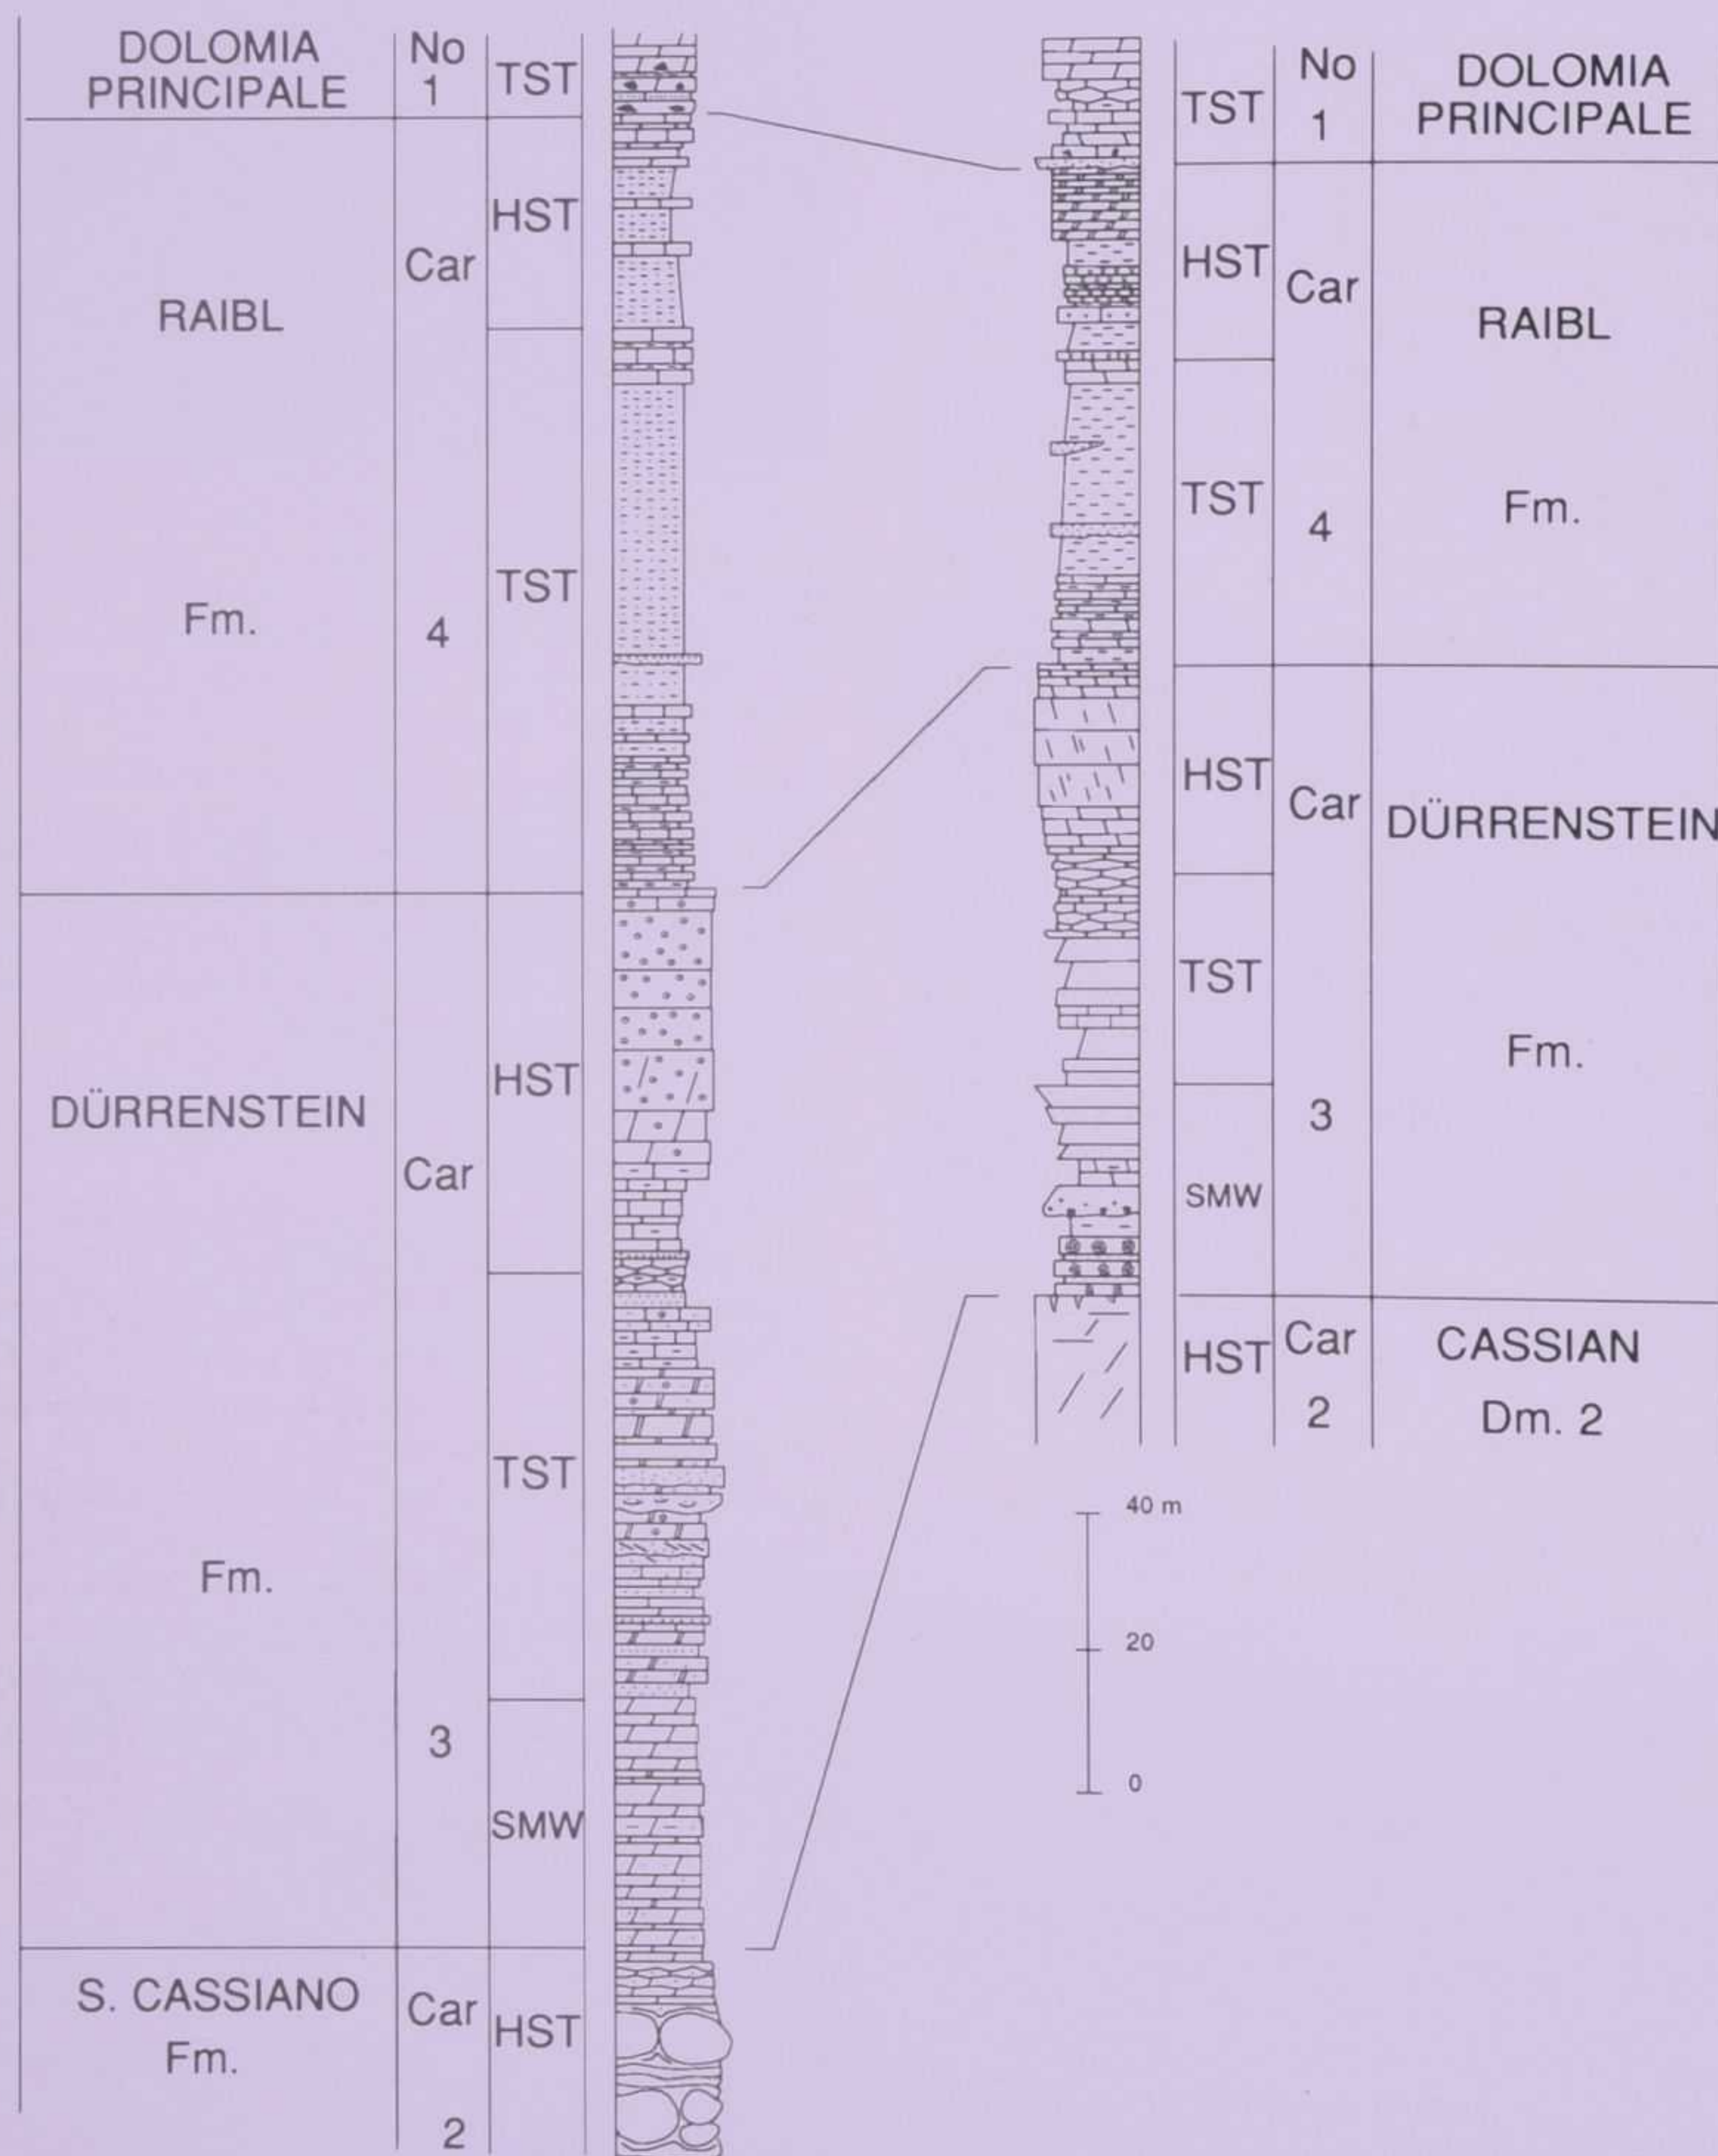 DOLOMIA
PRINCIPALE
No
1
TST
HST
Car
RAIBL
TST
Fm.
4
HST
DÜRRENSTEIN
Car
TST
Fm.
3
SMW
S. CASSIANO
Fm.
Car
2
HST
TST
No
1
DOLOMIA
PRINCIPALE
HST
Car
RAIBL
TST
4
Fm.
HST
Car
DÜRRENSTEIN
TST
Fm.
3
SMW
HST
Car
2
CASSIAN
Dm. 2
40 m
20
0